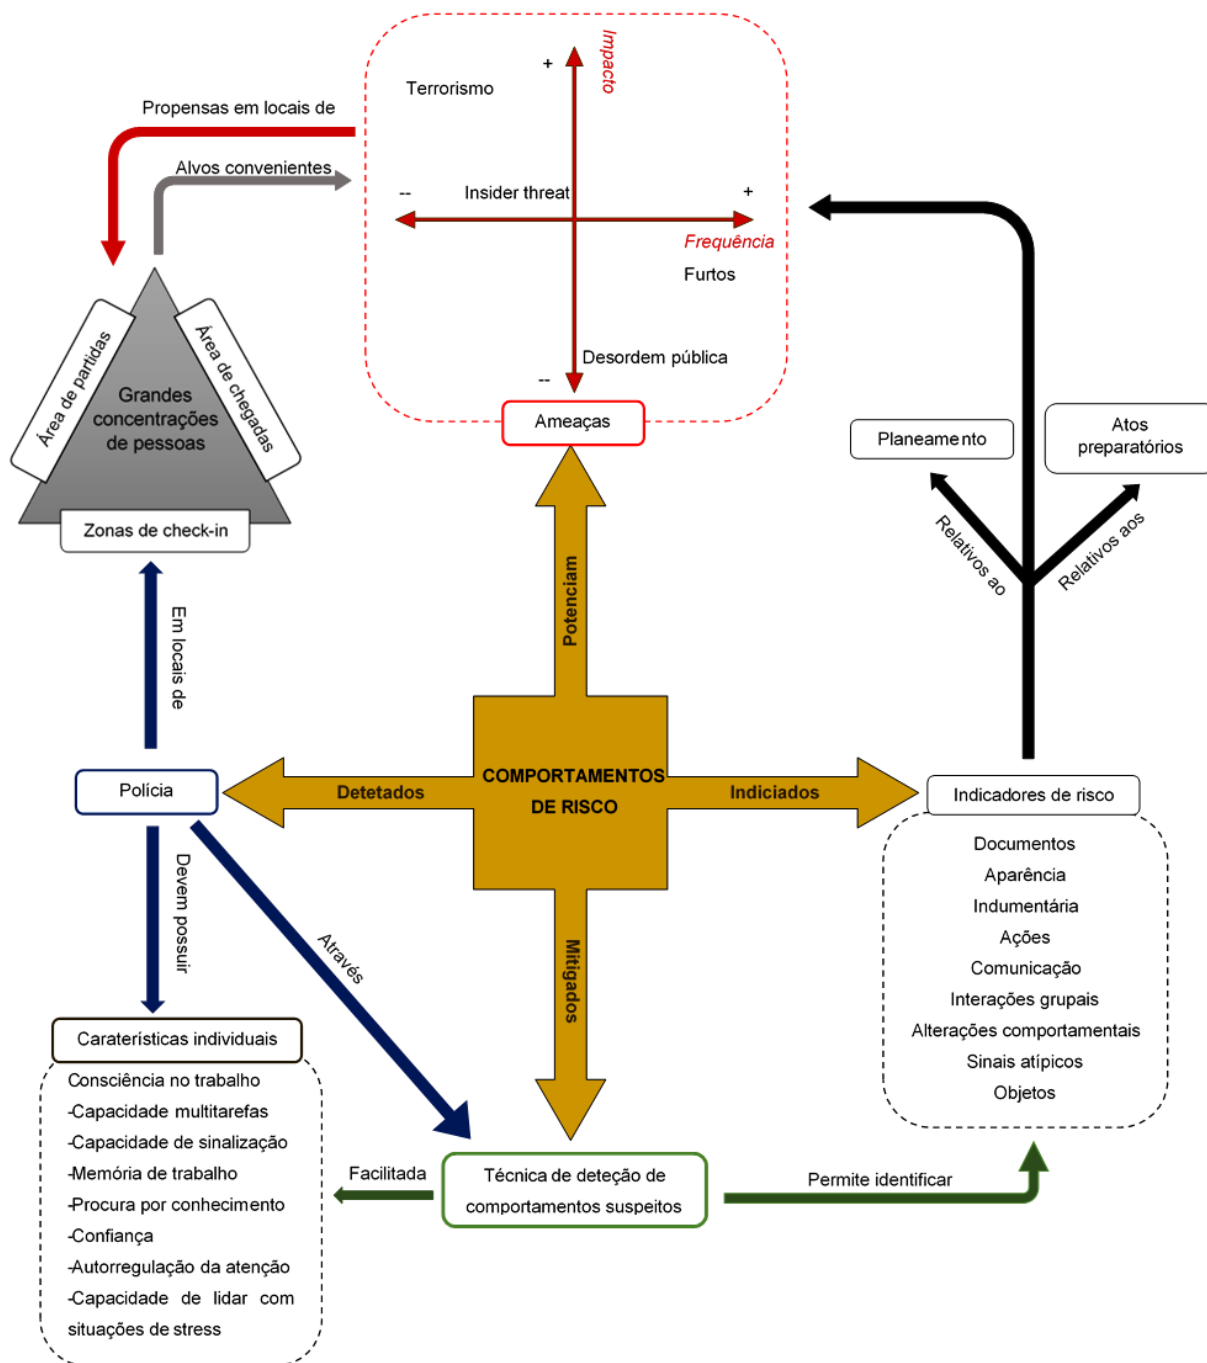 Impacto
+
Terrorismo
Propensas em locais de
Alvos convenientes
--
Insider threat
+
Frequência
Furtos
Desordem pública
--
Ameaças
Área de partidas
Área de chegadas
Grandes
concentrações
de pessoas
Zonas de check-in
Planeamento
Atos
preparatórios
Relativos ao
Relativos aos
Potenciam
Em locais de
Polícia
Detetados
COMPORTAMENTOS
DE RISCO
Indiciados
Indicadores de risco
Documentos
Aparência
Indumentária
Ações
Comunicação
Interações grupais
Alterações comportamentais
Sinais atípicos
Objetos
Devem possuir
Através
Mitigados
Caraterísticas individuais
Consciência no trabalho
-Capacidade multitarefas
-Capacidade de sinalização
-Memória de trabalho
-Procura por conhecimento
-Confiança
-Autorregulação da atenção
-Capacidade de lidar com
situações de stress
Facilitada
Técnica de deteção de
comportamentos suspeitos
Permite identificar